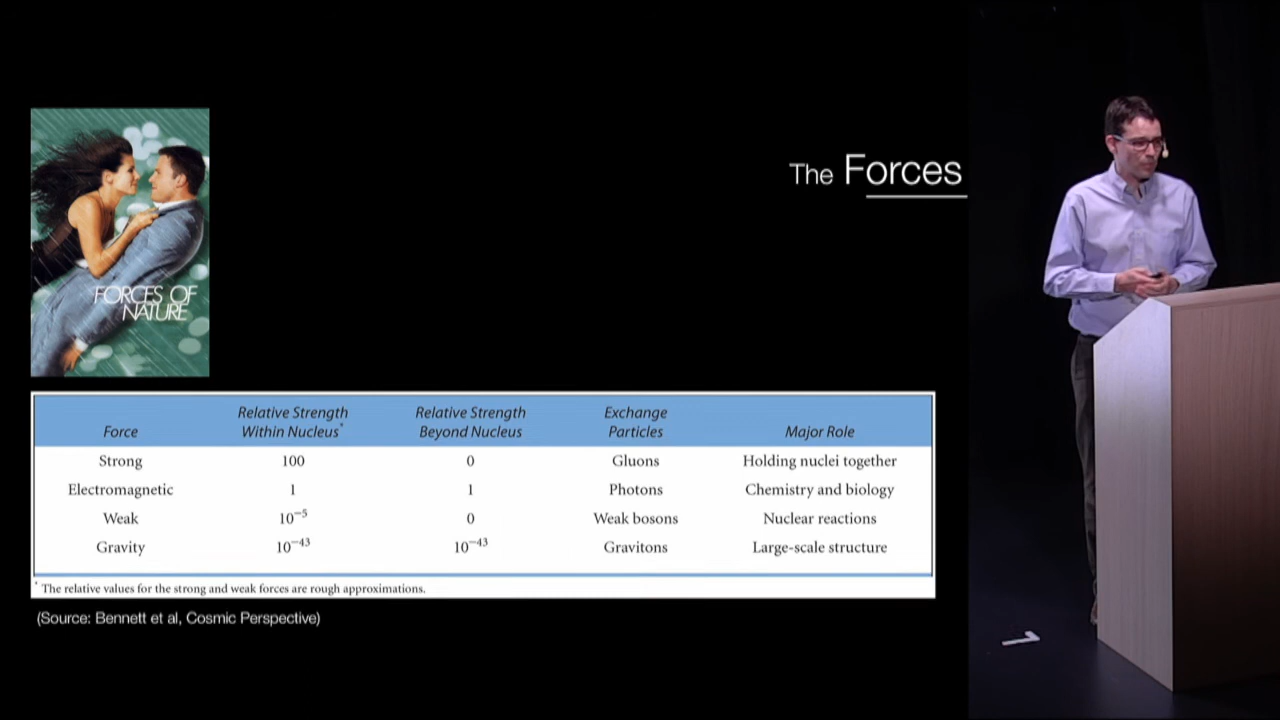 The Forces
FORCES OF
NATURE
Force Relative Strength Within Nucleus* Relative Strength Beyond Nucleus Exchange Particles Major Role
Strong 100 0 Gluons Holding nuclei together
Electromagnetic 1 1 Photons Chemistry and biology
Weak 10⁻⁵ 0 Weak bosons Nuclear reactions
Gravity 10⁻⁴³ 10⁻⁴³ Gravitons Large-scale structure
* The relative values for the strong and weak forces are rough approximations.
(Source: Bennett et al, Cosmic Perspective)